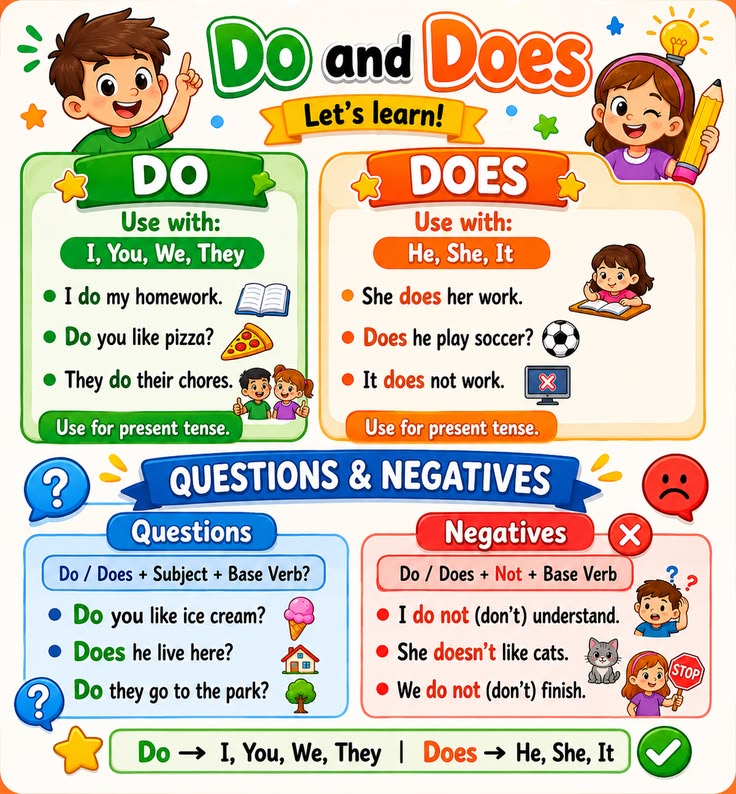 Do and Does
Let's learn!
DO
Use with:
I, You, We, They
• I do my homework.
• Do you like pizza?
• They do their chores.
Use for present tense.
DOES
Use with:
He, She, It
• She does her work.
• Does he play soccer?
• It does not work.
Use for present tense.
?
QUESTIONS & NEGATIVES
Questions
Do / Does + Subject + Base Verb?
• Do you like ice cream?
• Does he live here?
• Do they go to the park?
?
Negatives
Do / Does + Not + Base Verb
• I do not (don't) understand.
? ?
• She doesn't like cats.
• We do not (don't) finish.
STOP
Do → I, You, We, They | Does → He, She, It